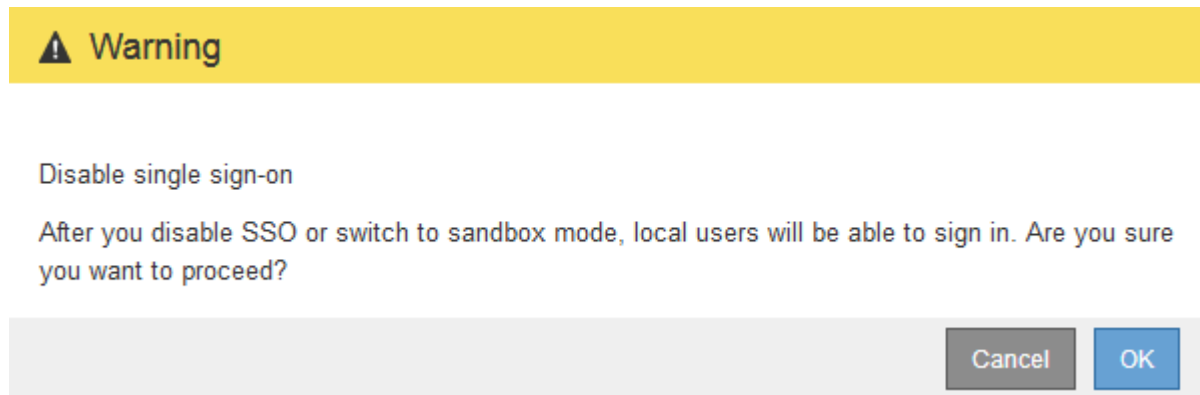 Warning
Disable single sign-on
After you disable SSO or switch to sandbox mode, local users will be able to sign in. Are you sure
you want to proceed?
Cancel OK